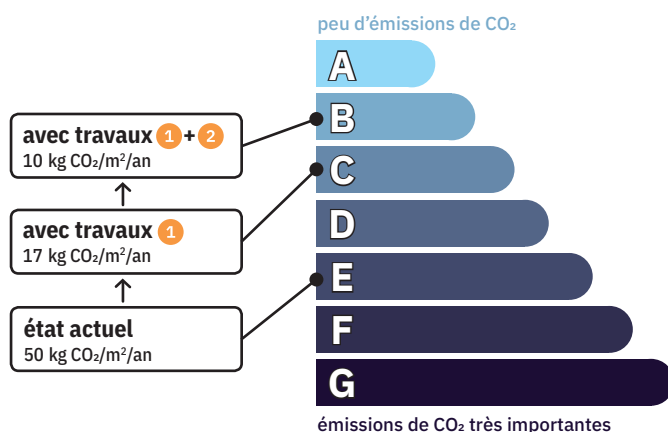 peu d'émissions de CO₂
A
avec travaux 1 + 2
10 kg CO₂/m²/an
B
C
avec travaux 1
17 kg CO₂/m²/an
D
E
état actuel
50 kg CO₂/m²/an
F
G
émissions de CO₂ très importantes